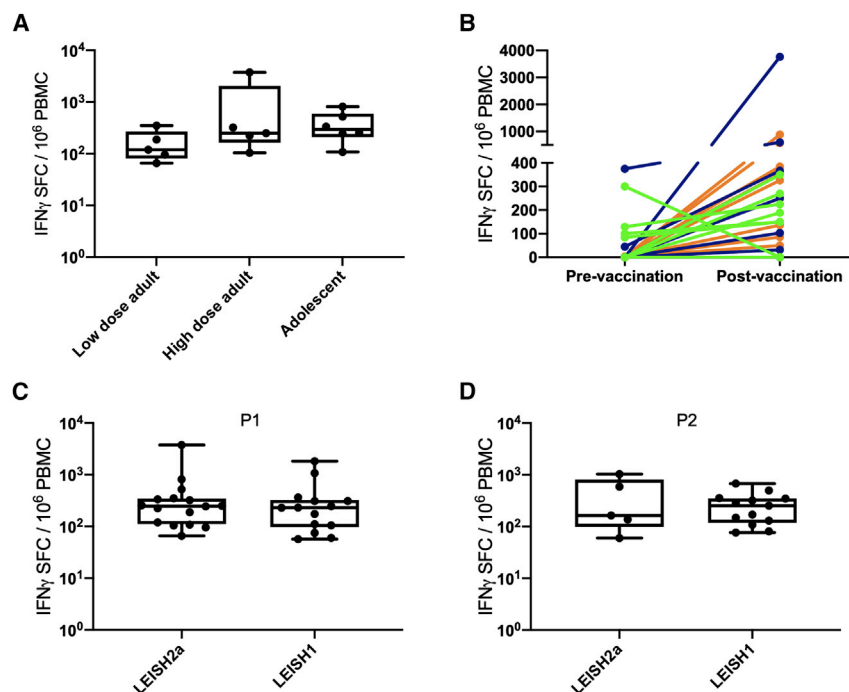 A
IFNγ SFC / 10⁶ PBMC
10⁴
10³
10²
10¹
10⁰
Low dose adult
High dose adult
Adolescent
B
IFNγ SFC / 10⁶ PBMC
4000
3000
2000
1000
400
300
200
100
0
Pre-vaccination
Post-vaccination
C
P1
IFNγ SFC / 10⁶ PBMC
10⁴
10³
10²
10¹
10⁰
LEISH2a
LEISH1
D
P2
IFNγ SFC / 10⁶ PBMC
10⁴
10³
10²
10¹
10⁰
LEISH2a
LEISH1